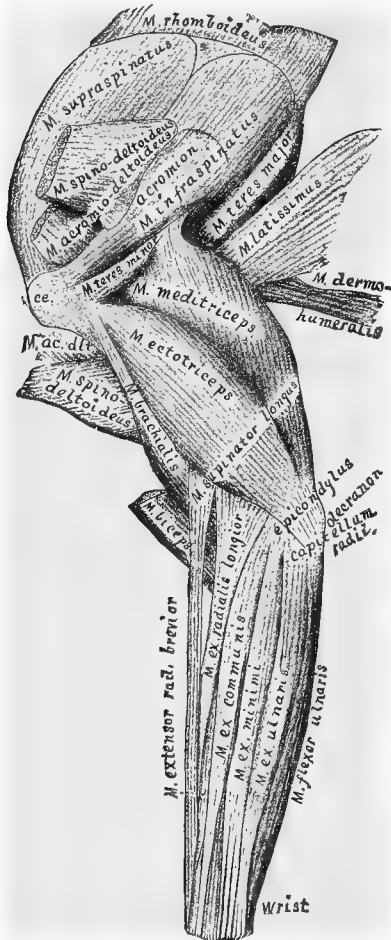 M. rhomboideus
M. supraspinatus
M. spino-deltoideus
M. acromio-deltoideus
acromion
M. infraspinatus
M. teres major
M. latissimus
M. teres minor
M. dermo-
humeralis
ce.
M. meditriceps
M. ac. dlt.
M. ectotriceps
M. spino-
deltoideus
M. brachialis
M. supinator longus
M. biceps
epicondylus
olecranon
capitellum
radii.
M. extensor rad. brevior
M. ex. radialis longior
M. ex communis
M. ex. minimi
M. ex ulnaris
M. flexor ulnaris
Wrist